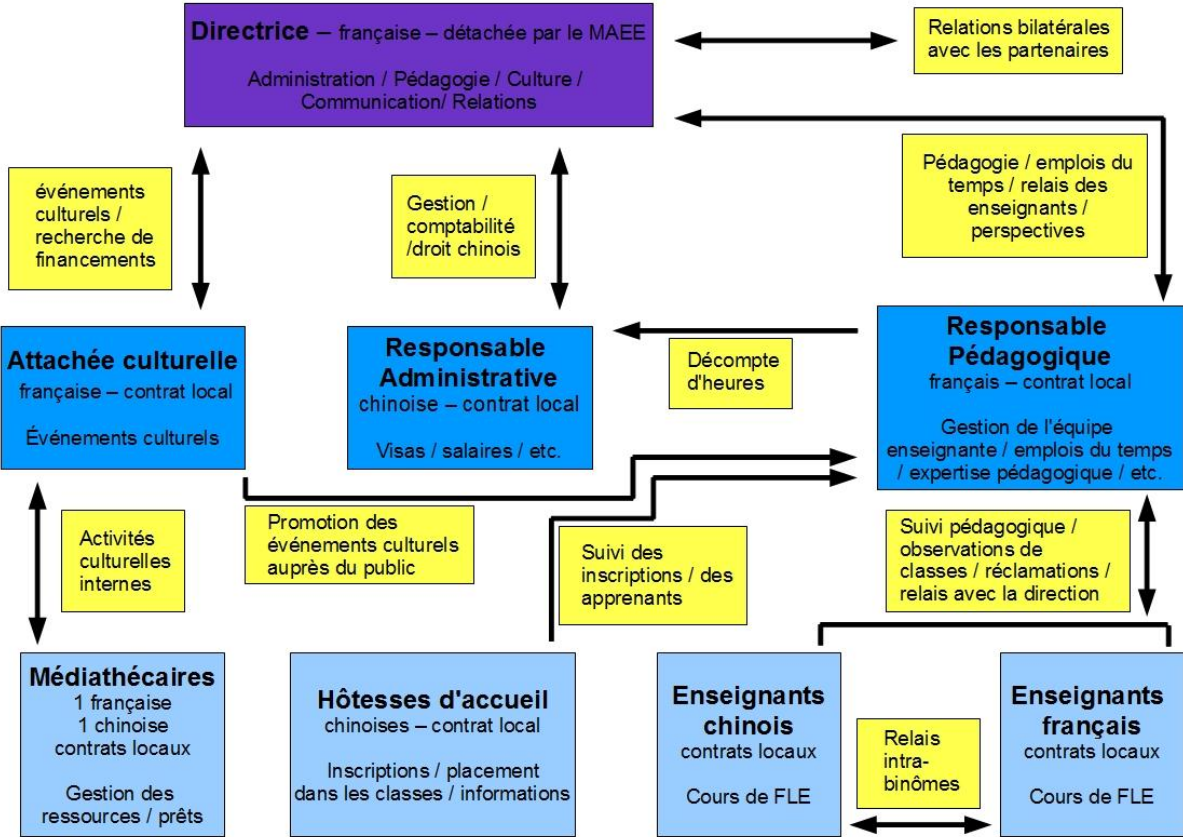 Directrice – française – détachée par le MAEE
Administration / Pédagogie / Culture /
Communication/ Relations
Relations bilatérales
avec les partenaires
événements
culturels /
recherche de
financements
Gestion /
comptabilité
/droit chinois
Pédagogie / emplois du
temps / relais des
enseignants /
perspectives
Attachée culturelle
française – contrat local
Événements culturels
Responsable
Administrative
chinoise – contrat local
Visas / salaires / etc.
Décompte
d'heures
Responsable
Pédagogique
français – contrat local
Gestion de l'équipe
enseignante / emplois du temps
/ expertise pédagogique / etc.
Activités
culturelles
internes
Promotion des
événements culturels
auprès du public
Suivi des
inscriptions / des
apprenants
Suivi pédagogique /
observations de
classes / réclamations /
relais avec la direction
Médiathécaires
1 française
1 chinoise
contrats locaux
Gestion des
ressources / prêts
Hôtesses d'accueil
chinoises – contrat local
Inscriptions / placement
dans les classes / informations
Enseignants
chinois
contrats locaux
Cours de FLE
Relais
intra-
binômes
Enseignants
français
contrats locaux
Cours de FLE